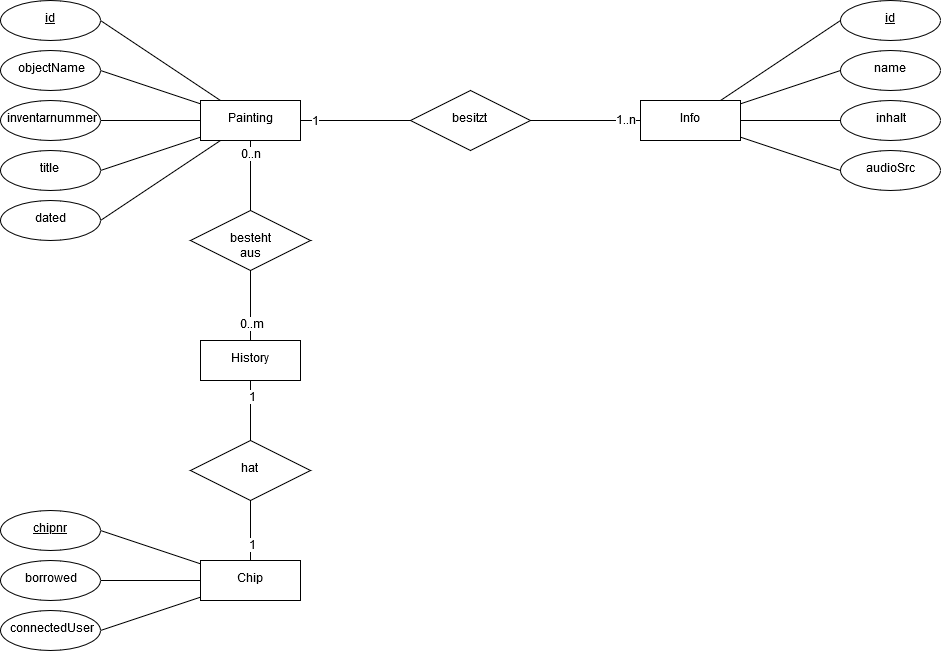 id
id
objectName
name
inventarnummer
Painting
1
besitzt
1..n
Info
inhalt
0..n
title
audioSrc
dated
besteht
aus
0..m
History
1
hat
chipnr
1
borrowed
Chip
connectedUser